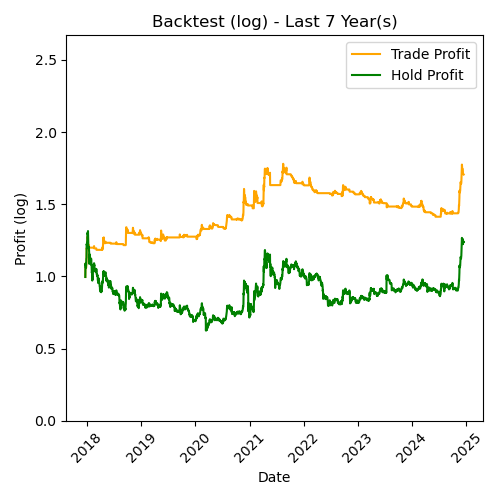 Backtest (log) - Last 7 Year(s)
Trade Profit
Hold Profit
Profit (log)
2.5
2.0
1.5
1.0
0.5
0.0
2018 2019 2020 2021 2022 2023 2024 2025
Date